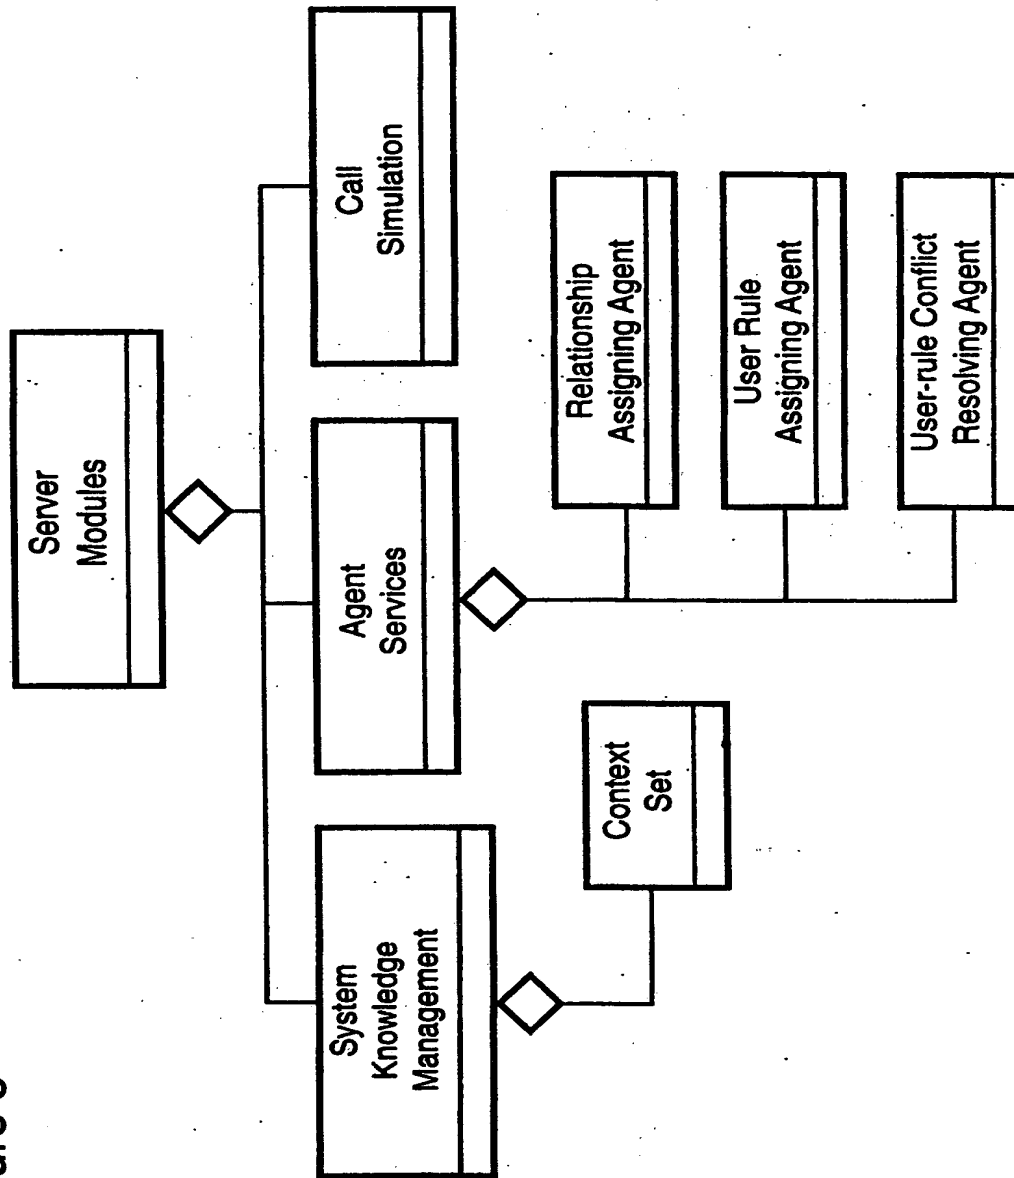 Server
Modules
System
Knowledge
Management
Agent
Services
Call
Simulation
Context
Set
Relationship
Assigning Agent
User Rule
Assigning Agent
User-rule Conflict
Resolving Agent